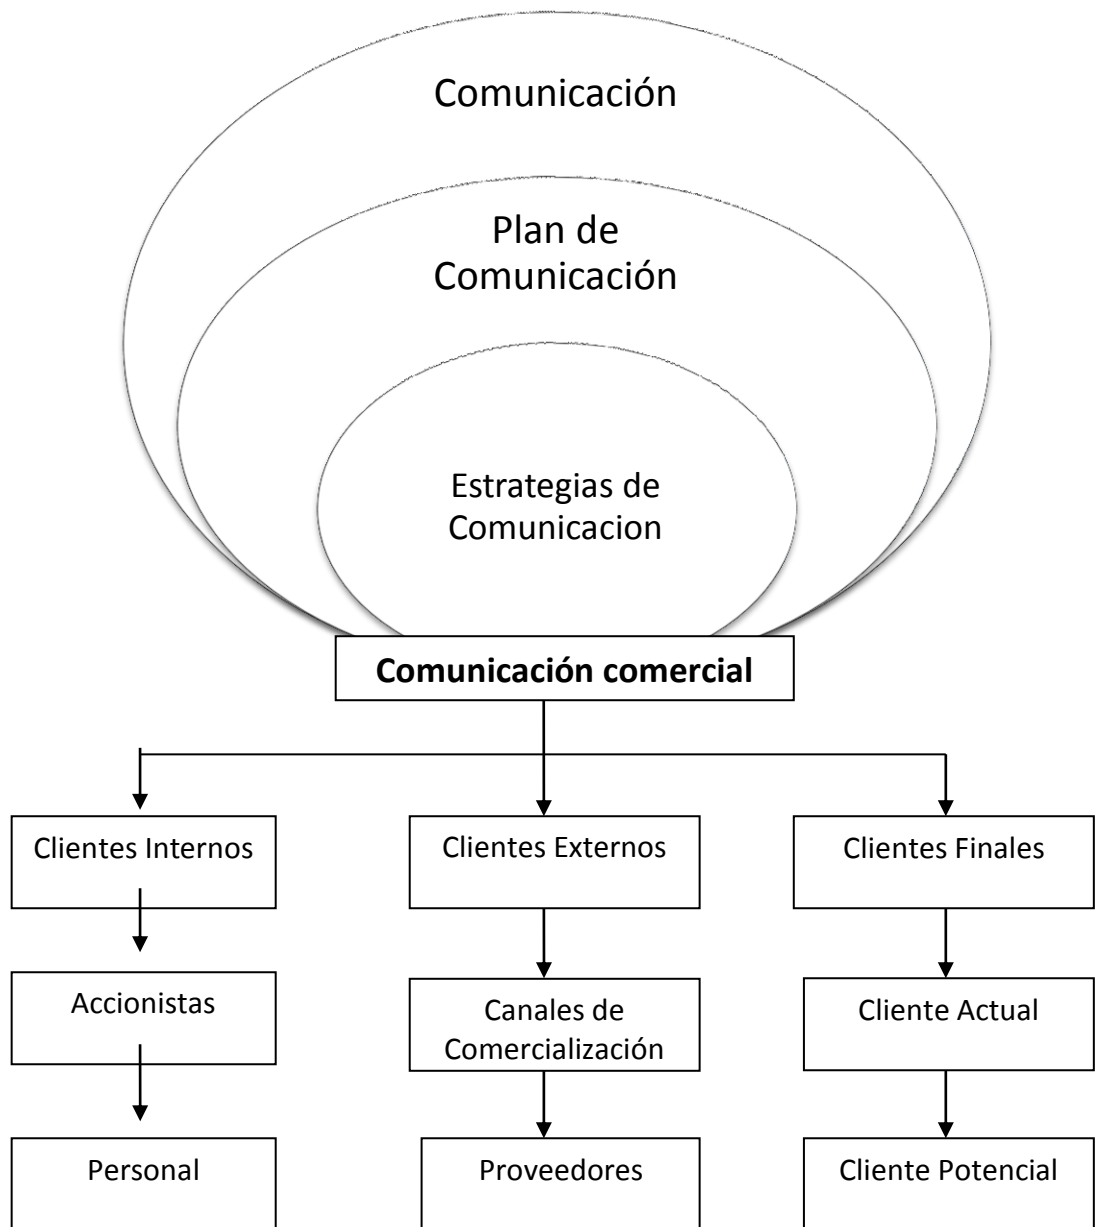 Comunicación
Plan de
Comunicación
Estrategias de
Comunicacion
Comunicación comercial
Clientes Internos
Clientes Externos
Clientes Finales
Accionistas
Canales de
Comercialización
Cliente Actual
Personal
Proveedores
Cliente Potencial